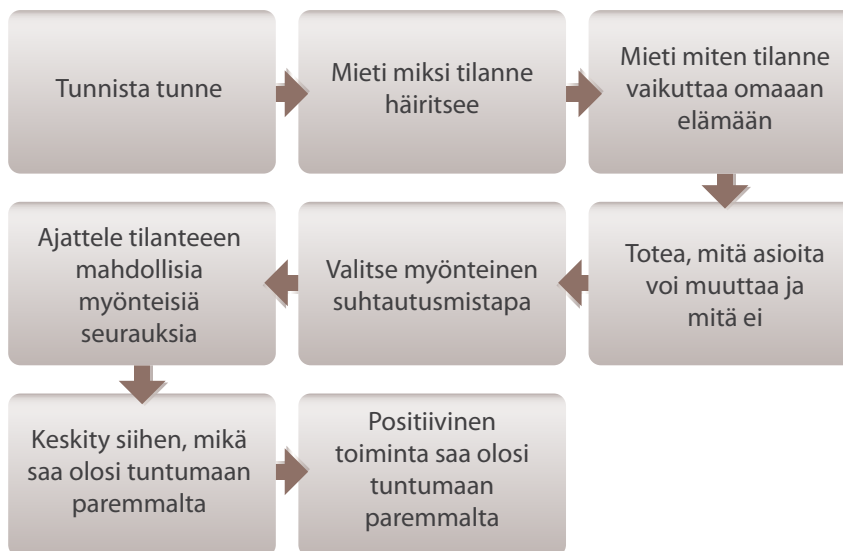 Tunnista tunne
Mieti miksi tilanne
häiritsee
Mieti miten tilanne
vaikuttaa omaaan
elämään
Totea, mitä asioita
voi muuttaa ja
mitä ei
Valitse myönteinen
suhtautusmistapa
Ajattele tilanteeen
mahdollisia
myönteisiä
seurauksia
Keskity siihen, mikä
saa olosi tuntumaan
paremmalta
Positiivinen
toiminta saa olosi
tuntumaan
paremmalta